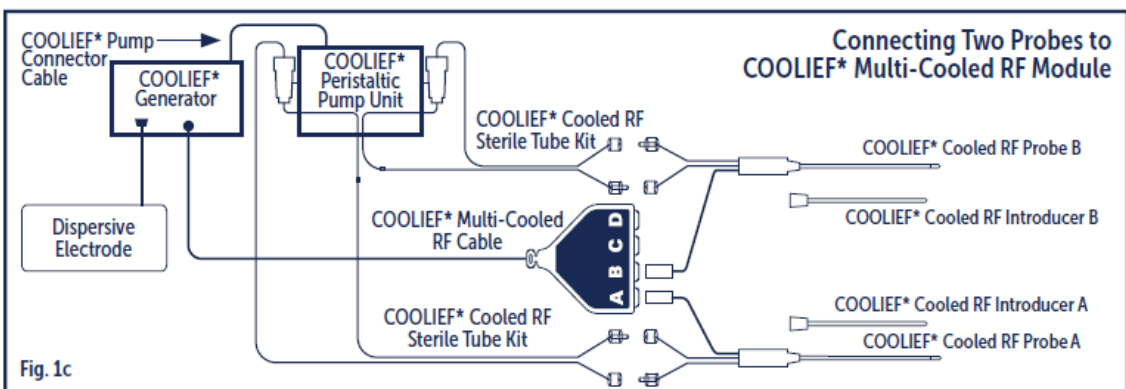 Connecting Two Probes to
COOLIEF* Multi-Cooled RF Module
COOLIEF* Pump
Connector
Cable
COOLIEF*
Generator
COOLIEF*
Peristaltic
Pump Unit
COOLIEF* Cooled RF
Sterile Tube Kit
COOLIEF* Cooled RF Probe B
COOLIEF* Cooled RF Introducer B
Dispersive
Electrode
COOLIEF* Multi-Cooled
RF Cable
A B C D
COOLIEF* Cooled RF Introducer A
COOLIEF* Cooled RF Probe A
COOLIEF* Cooled RF
Sterile Tube Kit
Fig. 1c